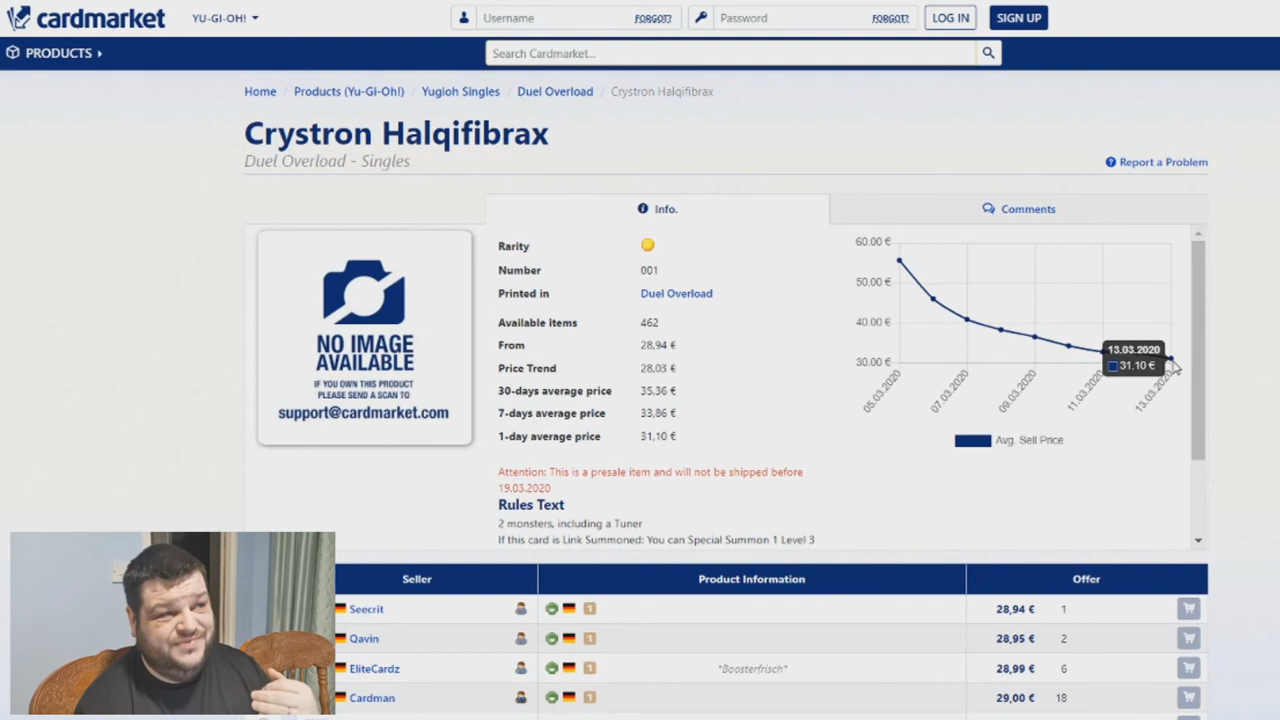 cardmarket YU-GI-OH! Username FORGOT? Password FORGOT? LOG IN SIGN UP
PRODUCTS Search Cardmarket...
Home / Products (Yu-Gi-Oh!) / Yugioh Singles / Duel Overload / Crystron Halqifibrax
Crystron Halqifibrax
Duel Overload - Singles
Report a Problem
Info. Comments
NO IMAGE
AVAILABLE
IF YOU OWN THIS PRODUCT
PLEASE SEND A SCAN TO
support@cardmarket.com
Rarity
Number 001
Printed in Duel Overload
Available items 462
From 28,94 €
Price Trend 28,03 €
30-days average price 35,36 €
7-days average price 33,86 €
1-day average price 31,10 €
Attention: This is a presale item and will not be shipped before
19.03.2020
Rules Text
2 monsters, including a Tuner
If this card is Link Summoned: You can Special Summon 1 Level 3
60.00 €
50.00 €
40.00 €
30.00 €
13.03.2020
31.10 €
05.03.2020 07.03.2020 09.03.2020 11.03.2020 13.03.2020
Avg. Sell Price
Seller Product Information Offer
Seecrit 1 28,94 € 1
Qavin 1 28,95 € 2
EliteCardz 1 *Boosterfrisch* 28,99 € 6
Cardman 1 29,00 € 18